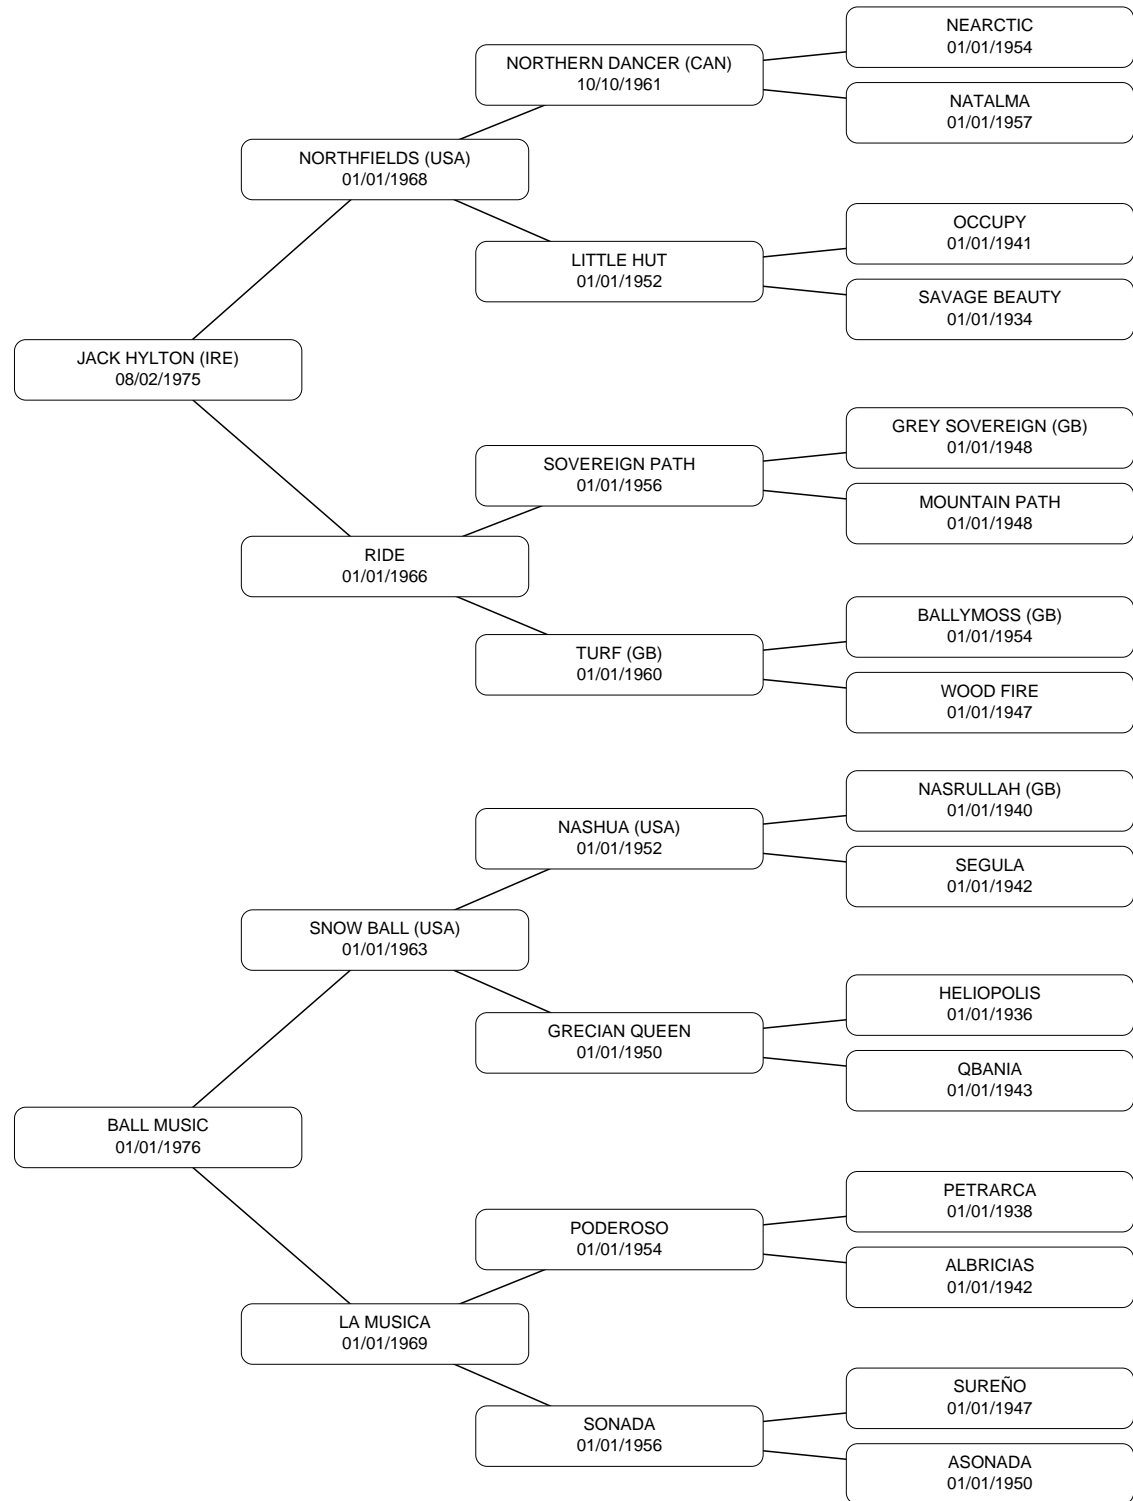 NEARCTIC
01/01/1954
NORTHERN DANCER (CAN)
10/10/1961
NATALMA
01/01/1957
NORTHFIELDS (USA)
01/01/1968
OCCUPY
01/01/1941
LITTLE HUT
01/01/1952
SAVAGE BEAUTY
01/01/1934
JACK HYLTON (IRE)
08/02/1975
GREY SOVEREIGN (GB)
01/01/1948
SOVEREIGN PATH
01/01/1956
MOUNTAIN PATH
01/01/1948
RIDE
01/01/1966
BALLYMOSS (GB)
01/01/1954
TURF (GB)
01/01/1960
WOOD FIRE
01/01/1947
NASRULLAH (GB)
01/01/1940
NASHUA (USA)
01/01/1952
SEGULA
01/01/1942
SNOW BALL (USA)
01/01/1963
HELIOPOLIS
01/01/1936
GRECIAN QUEEN
01/01/1950
QBANIA
01/01/1943
BALL MUSIC
01/01/1976
PETRARCA
01/01/1938
PODEROSO
01/01/1954
ALBRICIAS
01/01/1942
LA MUSICA
01/01/1969
SUREÑO
01/01/1947
SONADA
01/01/1956
ASONADA
01/01/1950